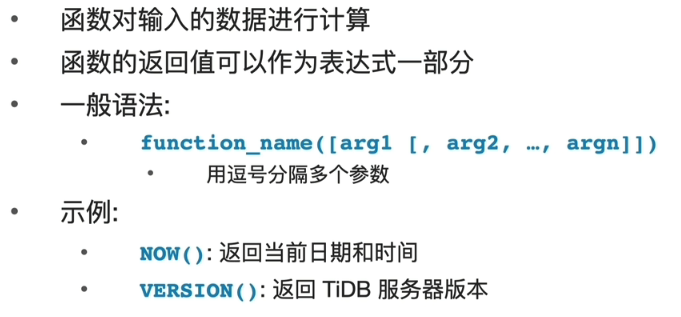 • 函数对输入的数据进行计算
• 函数的返回值可以作为表达式一部分
• 一般语法:
• function_name([arg1 [, arg2, …, argn]])
• 用逗号分隔多个参数
• 示例:
• NOW(): 返回当前日期和时间
• VERSION(): 返回 TiDB 服务器版本